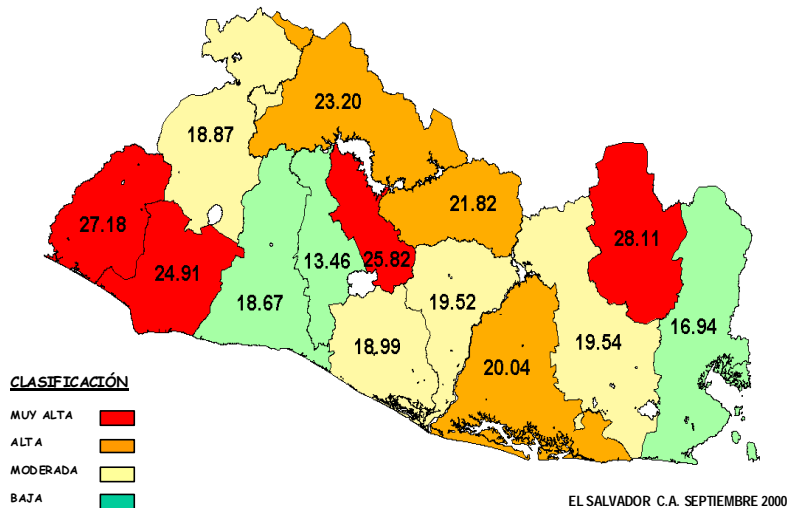 23.20
18.87
27.18
24.91
18.67
13.46
25.82
21.82
28.11
19.52
18.99
20.04
19.54
16.94
CLASIFICACIÓN
MUY ALTA
ALTA
MODERADA
BAJA
EL SALVADOR C.A. SEPTIEMBRE 2000